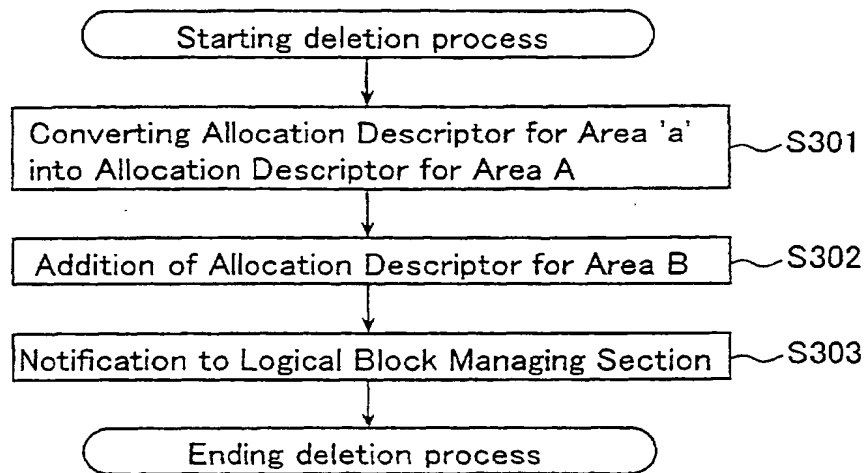 Starting deletion process
Converting Allocation Descriptor for Area 'a'
into Allocation Descriptor for Area A
S301
Addition of Allocation Descriptor for Area B
S302
Notification to Logical Block Managing Section
S303
Ending deletion process